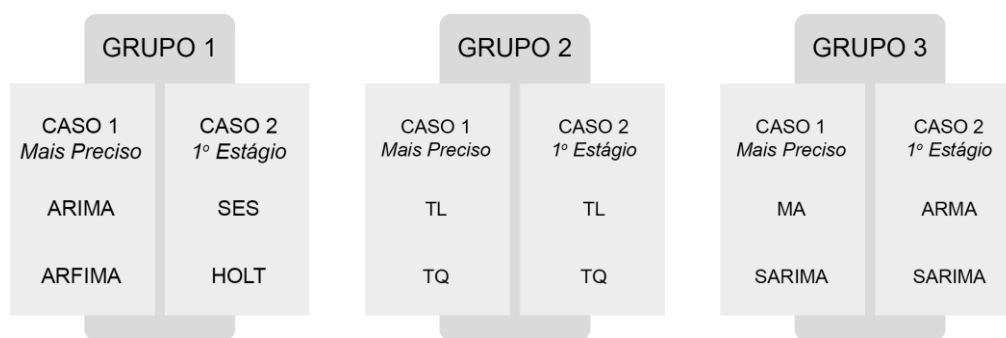 GRUPO 1
CASO 1
Mais Preciso
ARIMA
ARFIMA
CASO 2
1º Estágio
SES
HOLT
GRUPO 2
CASO 1
Mais Preciso
TL
TQ
CASO 2
1º Estágio
TL
TQ
GRUPO 3
CASO 1
Mais Preciso
MA
SARIMA
CASO 2
1º Estágio
ARMA
SARIMA